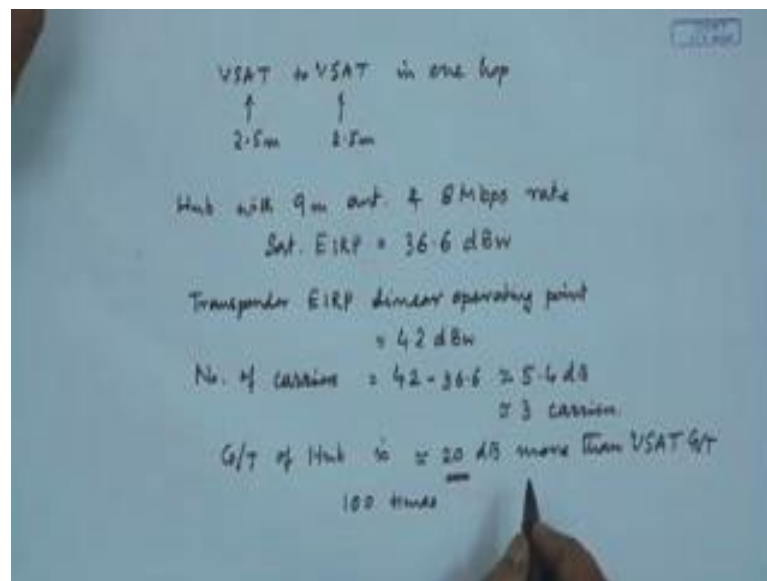 VSAT to VSAT in one hop
↑ ↑
2.5m 2.5m
Hub with 9m ant. & 8 Mbps rate
Sat. EIRP = 36.6 dBW
Transponder EIRP Linear operating point
= 42 dBw
No. of carriers = 42 - 36.6 ≈ 5.4 dB
≈ 3 carriers
G/T of Hub is ≈ 20 dB more than VSAT G/T
100 times